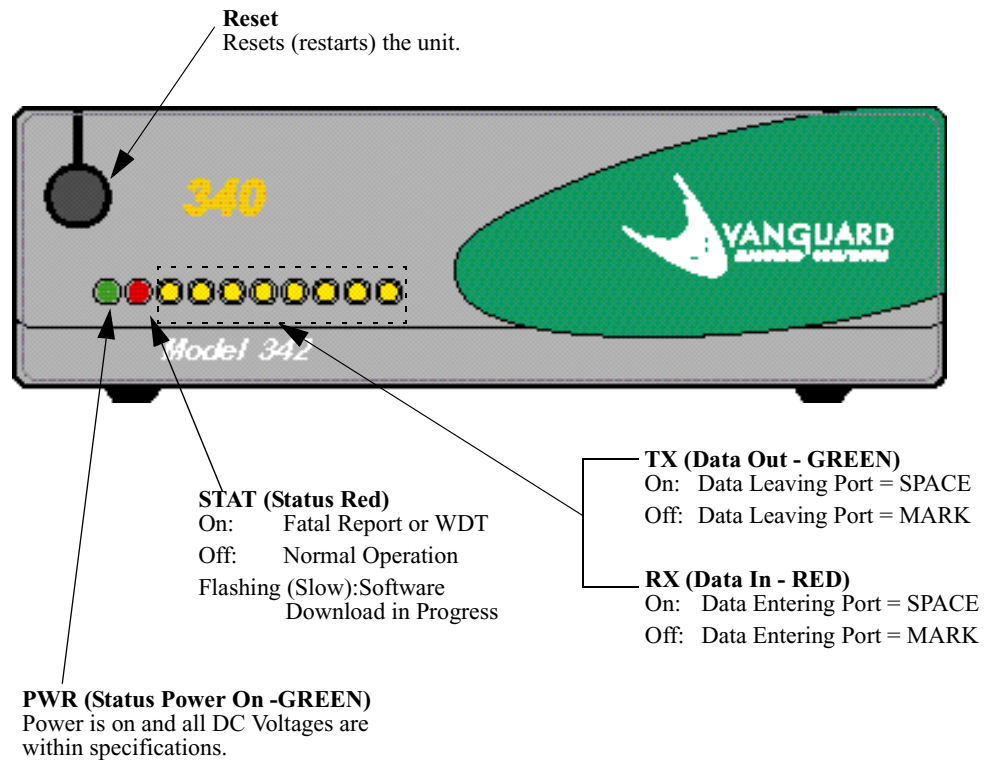 Reset
Resets (restarts) the unit.
340
VANGUARD
Model 342
TX (Data Out - GREEN)
On: Data Leaving Port = SPACE
Off: Data Leaving Port = MARK
STAT (Status Red)
On: Fatal Report or WDT
Off: Normal Operation
Flashing (Slow):Software
Download in Progress
RX (Data In - RED)
On: Data Entering Port = SPACE
Off: Data Entering Port = MARK
PWR (Status Power On -GREEN)
Power is on and all DC Voltages are
within specifications.